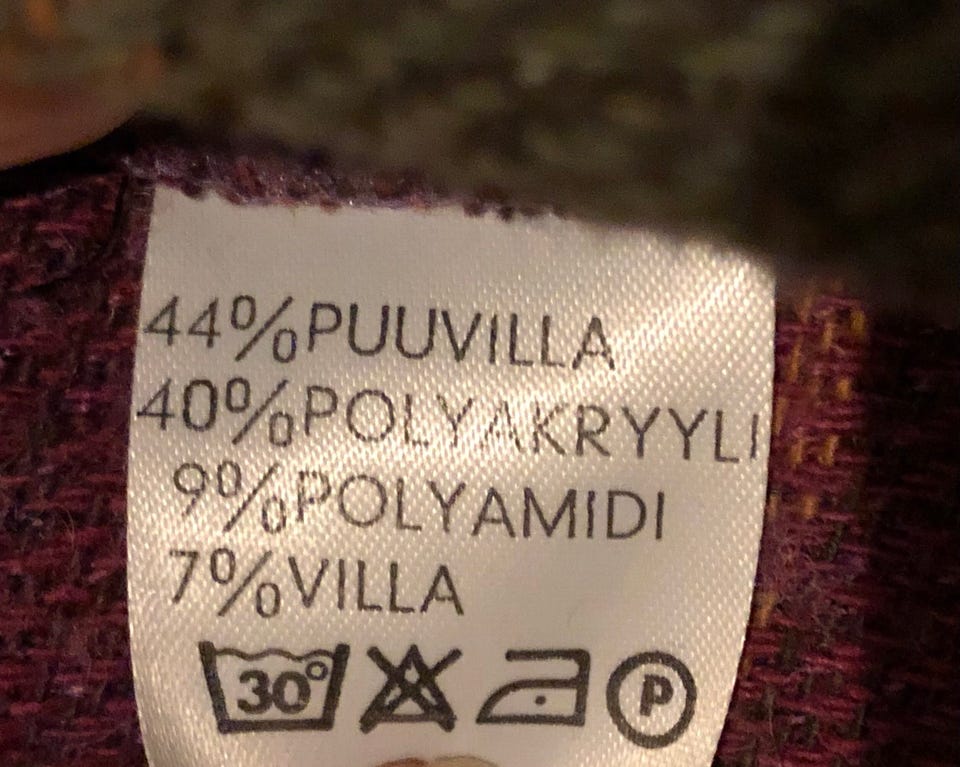 44%PUUVILLA
40%POLYAKRYYLI
9%POLYAMIDI
7%VILLA
30° P